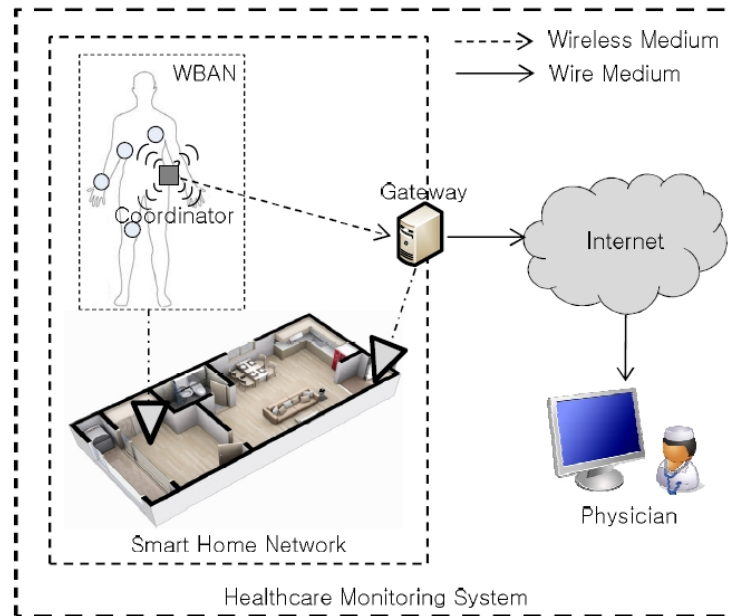 Wireless Medium
Wire Medium
WBAN
Coordinator
Gateway
Internet
Physician
Smart Home Network
Healthcare Monitoring System